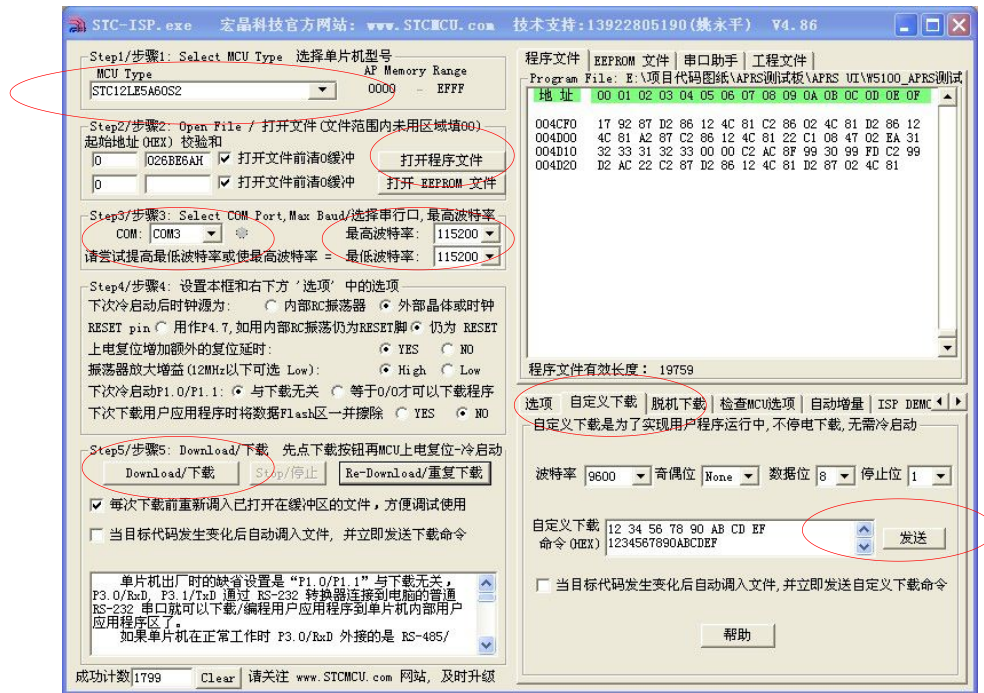 STC-ISP.exe 宏晶科技官方网站: www.STCMCU.com 技术支持:13922805190(姚永平) V4.86
Step1/步骤1: Select MCU Type 选择单片机型号
MCU Type AP Memory Range
STC12LE5A60S2 0000 - EFFF
Step2/步骤2: Open File / 打开文件(文件范围内未用区域填00)
起始地址(HEX) 校验和
0 026BE6AH 打开文件前清0缓冲 打开程序文件
0 打开文件前清0缓冲 打开 EEPROM 文件
Step3/步骤3: Select COM Port,Max Baud/选择串行口,最高波特率
COM: COM3 最高波特率: 115200
请尝试提高最低波特率或使最高波特率 = 最低波特率: 115200
Step4/步骤4: 设置本框和右下方 '选项' 中的选项
下次冷启动后时钟源为: 内部RC振荡器 外部晶体或时钟
RESET pin 用作P4.7,如用内部RC振荡仍为RESET脚 仍为 RESET
上电复位增加额外的复位延时: YES NO
振荡器放大增益(12MHz以下可选 Low): High Low
下次冷启动P1.0/P1.1: 与下载无关 等于0/0才可以下载程序
下次下载用户应用程序时将数据Flash区一并擦除 YES NO
Step5/步骤5: Download/下载 先点下载按钮再MCU上电复位-冷启动
Download/下载 Stop/停止 Re-Download/重复下载
每次下载前重新调入已打开在缓冲区的文件，方便调试使用
当目标代码发生变化后自动调入文件, 并立即发送下载命令
单片机出厂时的缺省设置是“P1.0/P1.1”与下载无关，
P3.0/RxD, P3.1/TxD 通过 RS-232 转换器连接到电脑的普通
RS-232 串口就可以下载/编程用户应用程序到单片机内部用户
应用程序区了。
如果单片机在正常工作时 P3.0/RxD 外接的是 RS-485/
成功计数 1799 Clear 请关注 www.STCMCU.com 网站, 及时升级
程序文件 EEPROM 文件 串口助手 工程文件
Program File: E:\项目代码图紙\APRS测试板\APRS UI\W5100_APRS测试
地 址 00 01 02 03 04 05 06 07 08 09 0A 0B 0C 0D 0E 0F
004CF0 17 92 87 D2 86 12 4C 81 C2 86 02 4C 81 D2 86 12
004D00 4C 81 A2 87 C2 86 12 4C 81 22 C1 08 47 02 EA 31
004D10 32 33 31 32 33 00 00 C2 AC 8F 99 30 99 FD C2 99
004D20 D2 AC 22 C2 87 D2 86 12 4C 81 D2 87 02 4C 81
程序文件有效长度: 19759
选项 自定义下载 脱机下载 检查MCU选项 自动增量 ISP DEMC
自定义下载是为了实现用户程序运行中,不停电下载,无需冷启动
波特率 9600 奇偶位 None 数据位 8 停止位 1
自定义下载 12 34 56 78 90 AB CD EF
命令(HEX) 1234567890ABCDEF 发送
当目标代码发生变化后自动调入文件,并立即发送自定义下载命令
帮助